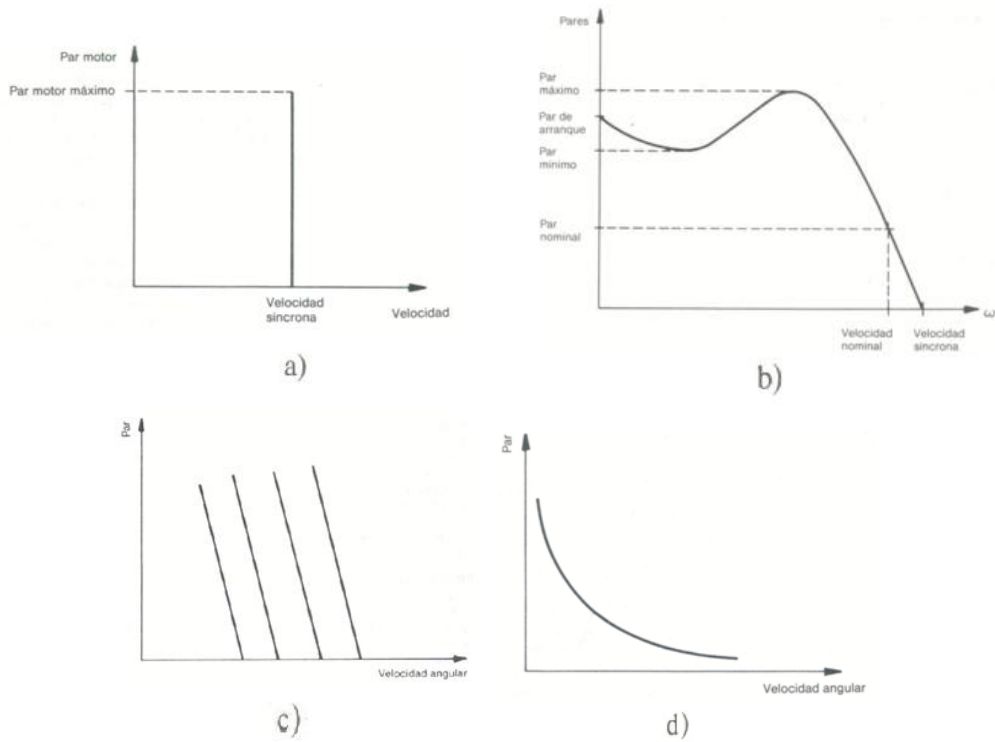 Par motor
Par motor máximo
Velocidad
síncrona
Velocidad
a)
Pares
Par
máximo
Par de
arranque
Par
mínimo
Par
nominal
Velocidad
nominal
Velocidad
síncrona
ω
b)
Par
Velocidad angular
c)
Par
Velocidad angular
d)